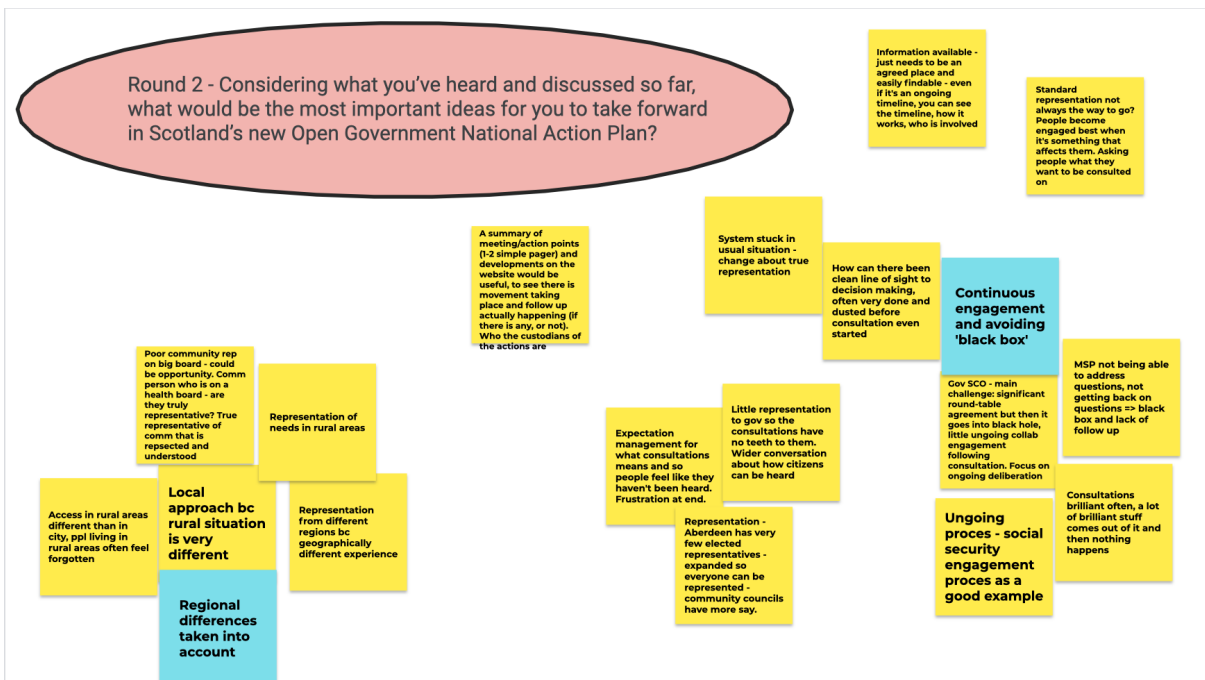 Round 2 - Considering what you've heard and discussed so far,
what would be the most important ideas for you to take forward
in Scotland's new Open Government National Action Plan?
Information available -
just needs to be an
agreed place and
easily findable - even
if it's an ongoing
timeline, you can see
the timeline, how it
works, who is involved
Standard
representation not
always the way to go?
People become
engaged best when
it's something that
affects them. Asking
people what they
want to be consulted
on
A summary of
meeting/action points
(1-2 simple pager) and
developments on the
website would be
useful, to see there is
movement taking
place and follow up
actually happening (if
there is any, or not).
Who the custodians of
the actions are
System stuck in
usual situation -
change about true
representation
How can there been
clean line of sight to
decision making,
often very done and
dusted before
consultation even
started
Continuous
engagement
and avoiding
'black box'
MSP not being able
to address
questions, not
getting back on
questions => black
box and lack of
follow up
Gov SCO - main
challenge: significant
round-table
agreement but then it
goes into black hole,
little ungoing collab
engagement
following
consultation. Focus on
ongoing deliberation
Consultations
brilliant often, a lot
of brilliant stuff
comes out of it and
then nothing
happens
Ungoing
proces - social
security
engagement
proces as a
good example
Poor community rep
on big board - could
be opportunity. Comm
person who is on a
health board - are
they truly
representative? True
representative of
comm that is
repsected and
understood
Representation of
needs in rural areas
Access in rural areas
different than in
city, ppl living in
rural areas often feel
forgotten
Local
approach bc
rural situation
is very
different
Representation
from different
regions bc
geographically
different experience
Regional
differences
taken into
account
Expectation
management for
what consultations
means and so
people feel like they
haven't been heard.
Frustration at end.
Little representation
to gov so the
consultations have
no teeth to them.
Wider conversation
about how citizens
can be heard
Representation -
Aberdeen has very
few elected
representatives -
expanded so
everyone can be
represented -
community councils
have more say.